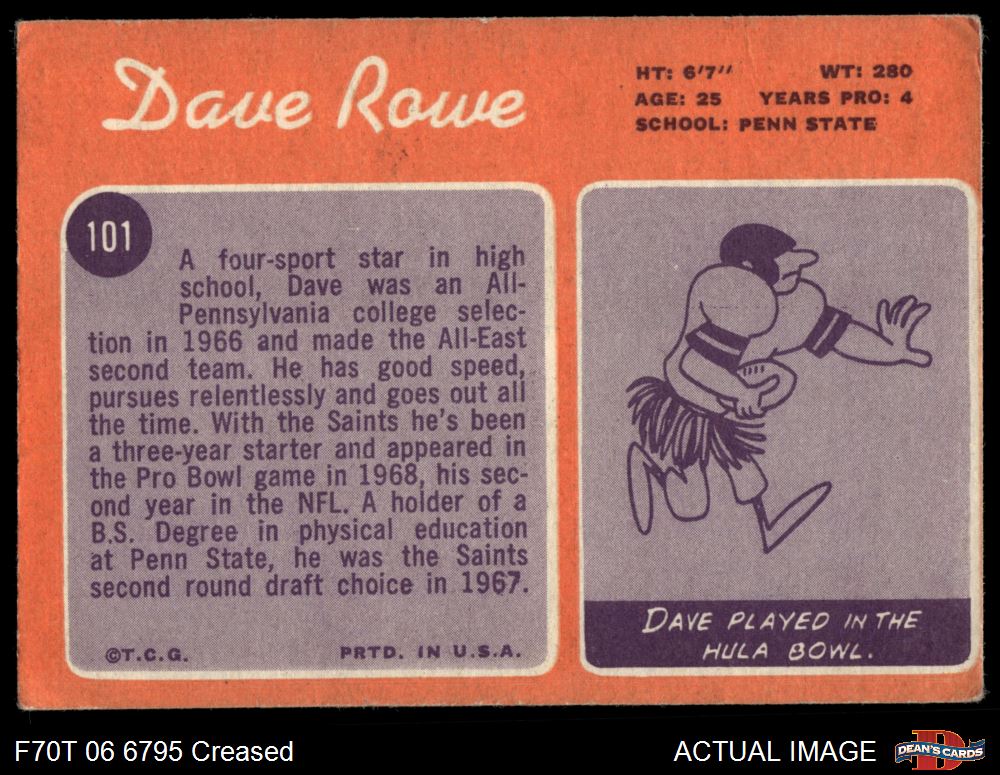 Dave Rowe
HT: 6'7" WT: 280
AGE: 25 YEARS PRO: 4
SCHOOL: PENN STATE
101
A four-sport star in high
school, Dave was an All-
Pennsylvania college selec-
tion in 1966 and made the All-East
second team. He has good speed,
pursues relentlessly and goes out all
the time. With the Saints he's been
a three-year starter and appeared in
the Pro Bowl game in 1968, his sec-
ond year in the NFL. A holder of a
B.S. Degree in physical education
at Penn State, he was the Saints
second round draft choice in 1967.
©T.C.G. PRTD. IN U.S.A.
DAVE PLAYED IN THE
HULA BOWL.
F70T 06 6795 Creased
ACTUAL IMAGE
DEAN'S CARDS